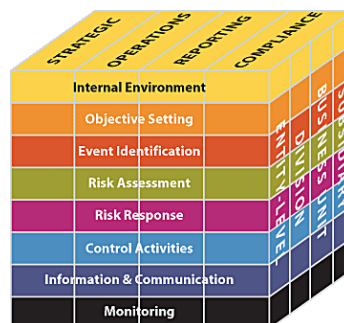 STRATEGIC
OPERATIONS
REPORTING
COMPLIANCE
Internal Environment
Objective Setting
Event Identification
Risk Assessment
Risk Response
Control Activities
Information & Communication
Monitoring
ENTITY-LEVEL
DIVISION
BUSINESS UNIT
SUBSIDIARY